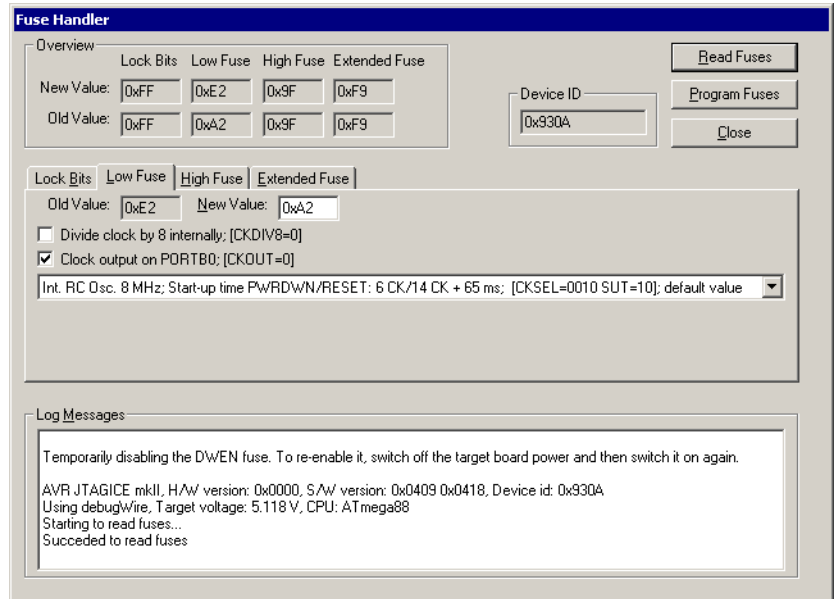 Fuse Handler
Overview
Lock Bits Low Fuse High Fuse Extended Fuse
New Value: 0xFF 0xE2 0x9F 0xF9
Old Value: 0xFF 0xA2 0x9F 0xF9
Device ID
0x930A
Read Fuses
Program Fuses
Close
Lock Bits Low Fuse High Fuse Extended Fuse
Old Value: 0xE2 New Value: 0xA2
Divide clock by 8 internally; [CKDIV8=0]
Clock output on PORTB0; [CKOUT=0]
Int. RC Osc. 8 MHz; Start-up time PWRDWN/RESET: 6 CK/14 CK + 65 ms; [CKSEL=0010 SUT=10]; default value
Log Messages
Temporarily disabling the DWEN fuse. To re-enable it, switch off the target board power and then switch it on again.
AVR JTAGICE mkII, H/W version: 0x0000, S/W version: 0x0409 0x0418, Device id: 0x930A
Using debugWire, Target voltage: 5.118 V, CPU: ATmega88
Starting to read fuses...
Succeded to read fuses